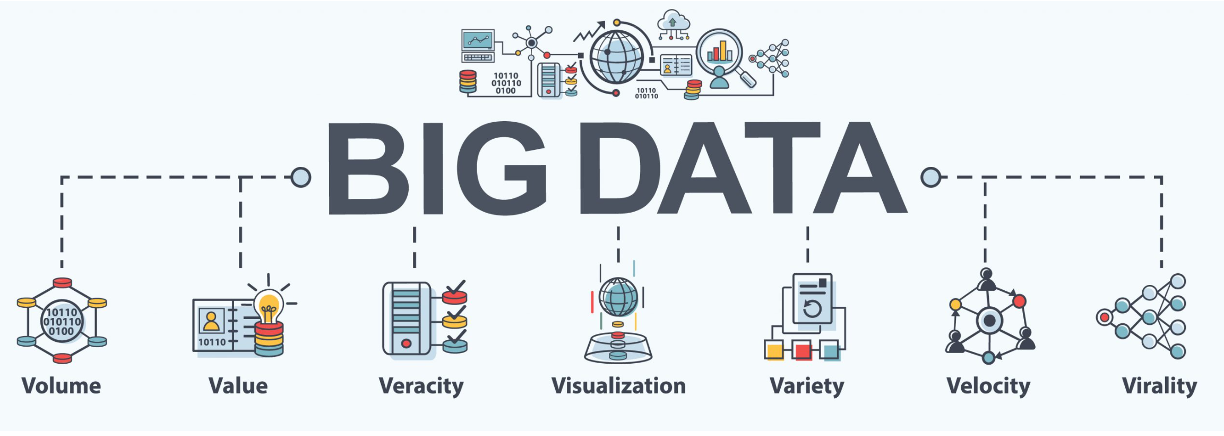 10110
010110
0100
10110
010110
BIG DATA
10110
010110
0100
10110
Volume
Value
Veracity
Visualization
Variety
Velocity
Virality